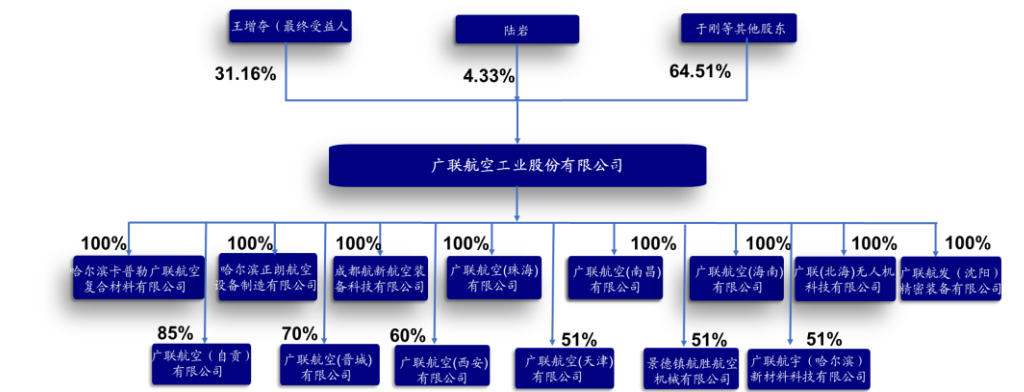 王增夺（最终受益人
陆岩
于刚等其他股东
31.16%
4.33%
64.51%
广联航空工业股份有限公司
100%
100%
100%
100%
100%
100%
100%
100%
哈尔滨卡普勒广联航空
复合材料有限公司
哈尔滨正朗航空
设备制造有限公司
成都航新航空装
备科技有限公司
广联航空(珠海)
有限公司
广联航空(南昌)
有限公司
广联航空(海南)
有限公司
广联(北海)无人机
科技有限公司
广联航发（沈阳）
精密装备有限公司
85%
70%
60%
51%
51%
51%
广联航空（自贡）
有限公司
广联航空(晋城)
有限公司
广联航空(西安)
有限公司
广联航空(天津)
有限公司
景德镇航胜航空
机械有限公司
广联航宇（哈尔滨）
新材料科技有限公司